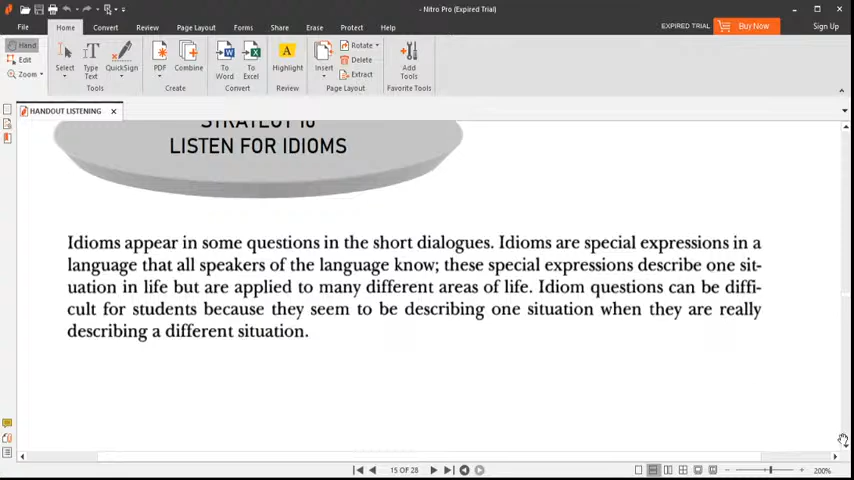 - Nitro Pro (Expired Trial)
File Home Convert Review Page Layout Forms Share Erase Protect Help
EXPIRED TRIAL Buy Now Sign Up
Hand
Edit
Zoom
Select
Type Text
QuickSign
PDF
Combine
To Word
To Excel
Highlight
Insert
Rotate
Delete
Extract
Add Tools
Tools Create Convert Review Page Layout Favorite Tools
HANDOUT LISTENING
LISTEN FOR IDIOMS
Idioms appear in some questions in the short dialogues. Idioms are special expressions in a
language that all speakers of the language know; these special expressions describe one sit-
uation in life but are applied to many different areas of life. Idiom questions can be diffi-
cult for students because they seem to be describing one situation when they are really
describing a different situation.
15 OF 28
200%